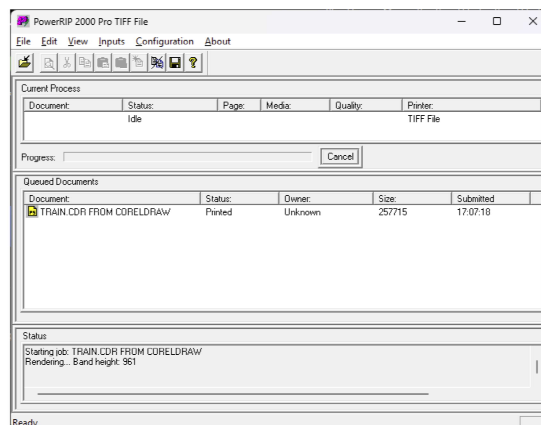 PowerRIP 2000 Pro TIFF File
File Edit View Inputs Configuration About
Current Process
Document: Status: Page: Media: Quality: Printer:
Idle TIFF File
Progress: Cancel
Queued Documents
Document: Status: Owner: Size: Submitted
TRAIN.CDR FROM CORELDRAW Printed Unknown 257715 17:07:18
Status
Starting job: TRAIN.CDR FROM CORELDRAW
Rendering... Band height: 961
Ready